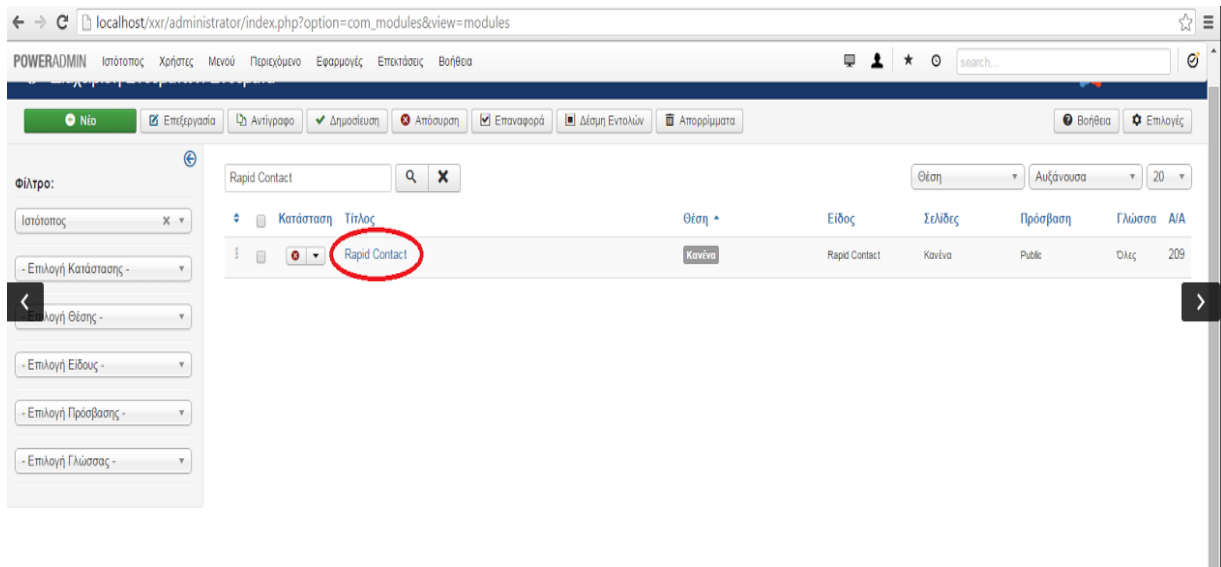 localhost/xxr/administrator/index.php?option=com_modules&view=modules
POWERADMIN Ιστότοπος Χρήστες Μενού Περιεχόμενο Εφαρμογές Επεκτάσεις Βοήθεια search...
Νέο Επεξεργασία Αντίγραφο Δημοσίευση Απόσυρση Επαναφορά Δέσμη Εντολών Απορρίμματα Βοήθεια Επιλογές
Φίλτρο:
Rapid Contact Θέση Αύξάνουσα 20
Ιστότοπος
Κατάσταση Τίτλος Θέση Είδος Σελίδες Πρόσβαση Γλώσσα Α/Α
Rapid Contact Κανένα Rapid Contact Κανένα Public Όλες 209
- Επιλογή Κατάστασης -
- Επιλογή Θέσης -
- Επιλογή Είδους -
- Επιλογή Πρόσβασης -
- Επιλογή Γλώσσας -